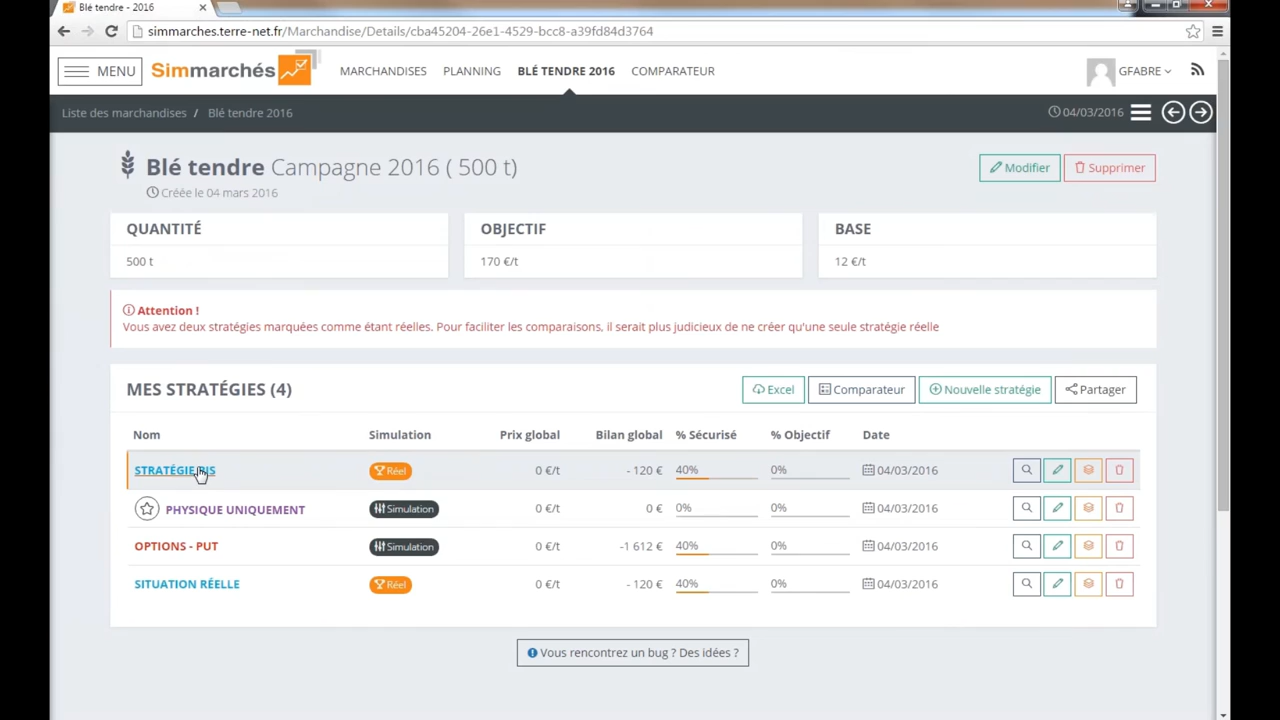 Blé tendre - 2016
simmarches.terre-net.fr/Marchandise/Details/cba45204-26e1-4529-bcc8-a39fd84d3764
MENU Simmarchés MARCHANDISES PLANNING BLÉ TENDRE 2016 COMPARATEUR GFABRE
Liste des marchandises / Blé tendre 2016 04/03/2016
Blé tendre Campagne 2016 ( 500 t) Modifier Supprimer
Créée le 04 mars 2016
QUANTITÉ OBJECTIF BASE
500 t 170 €/t 12 €/t
Attention !
Vous avez deux stratégies marquées comme étant réelles. Pour faciliter les comparaisons, il serait plus judicieux de ne créer qu'une seule stratégie réelle
MES STRATÉGIES (4) Excel Comparateur Nouvelle stratégie Partager
Nom Simulation Prix global Bilan global % Sécurisé % Objectif Date
STRATÉGIE Réel 0 €/t - 120 € 40% 0% 04/03/2016
PHYSIQUE UNIQUEMENT Simulation 0 €/t 0 € 0% 0% 04/03/2016
OPTIONS - PUT Simulation 0 €/t -1 612 € 40% 0% 04/03/2016
SITUATION RÉELLE Réel 0 €/t - 120 € 40% 0% 04/03/2016
Vous rencontrez un bug ? Des idées ?